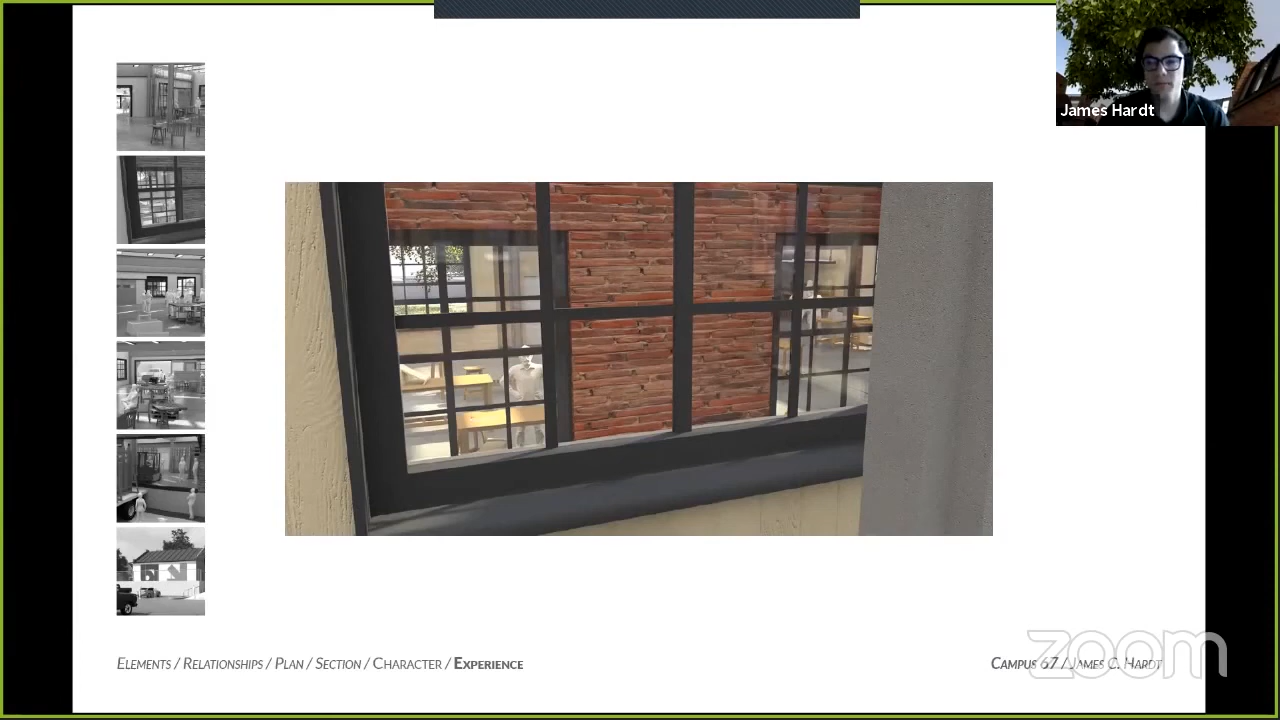 James Hardt
ELEMENTS / RELATIONSHIPS / PLAN / SECTION / CHARACTER / EXPERIENCE
CAMPUS 67 / JAMES C. HARDT
zoom